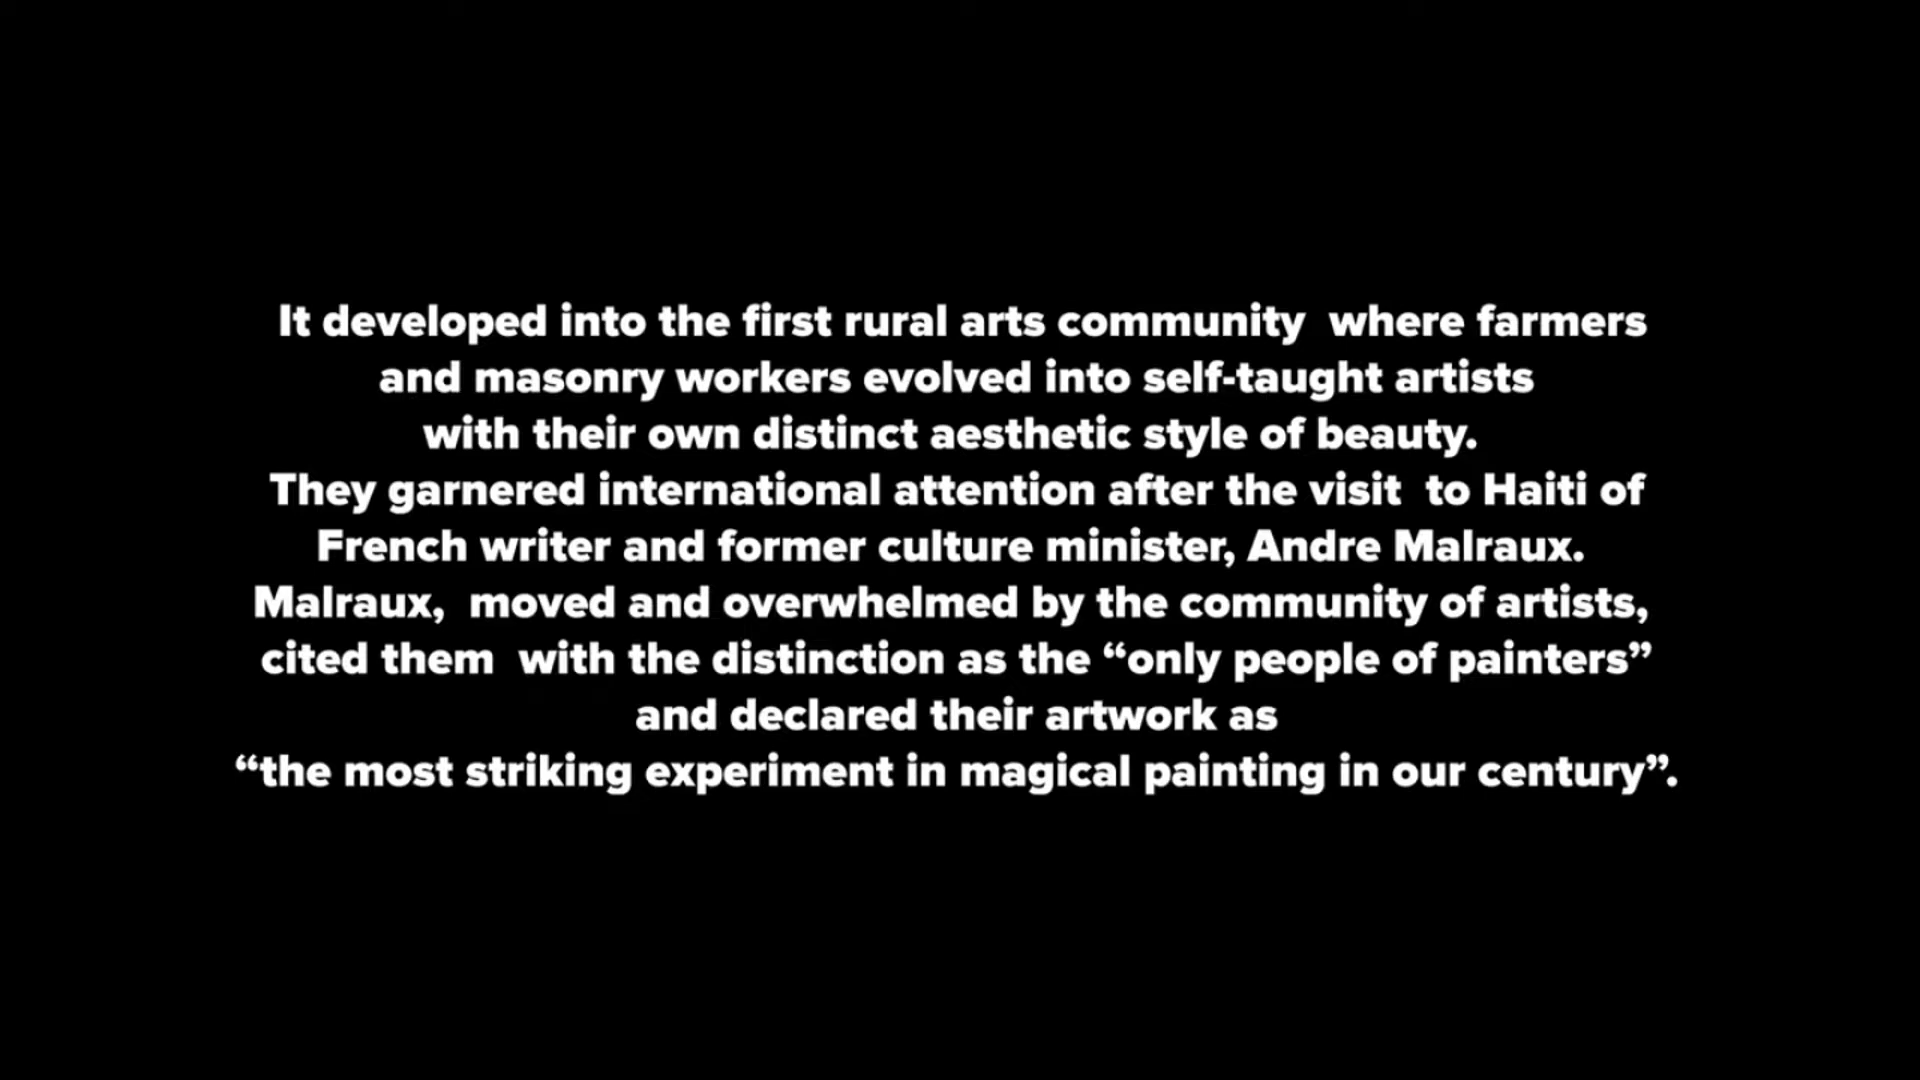 It developed into the first rural arts community  where farmers
and masonry workers evolved into self-taught artists
with their own distinct aesthetic style of beauty.
They garnered international attention after the visit  to Haiti of
French writer and former culture minister, Andre Malraux.
Malraux,  moved and overwhelmed by the community of artists,
cited them  with the distinction as the “only people of painters”
and declared their artwork as
“the most striking experiment in magical painting in our century”.